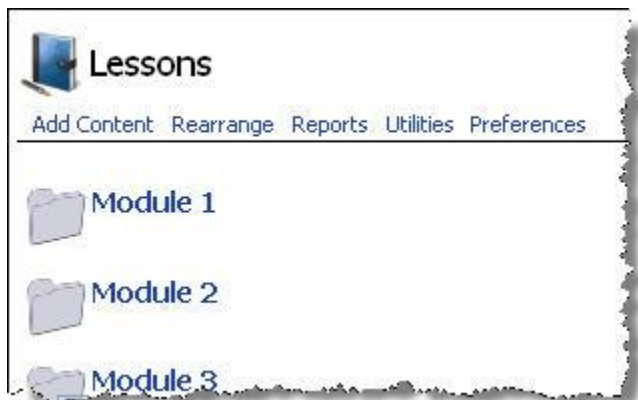 Lessons
Add Content Rearrange Reports Utilities Preferences
Module 1
Module 2
Module 3